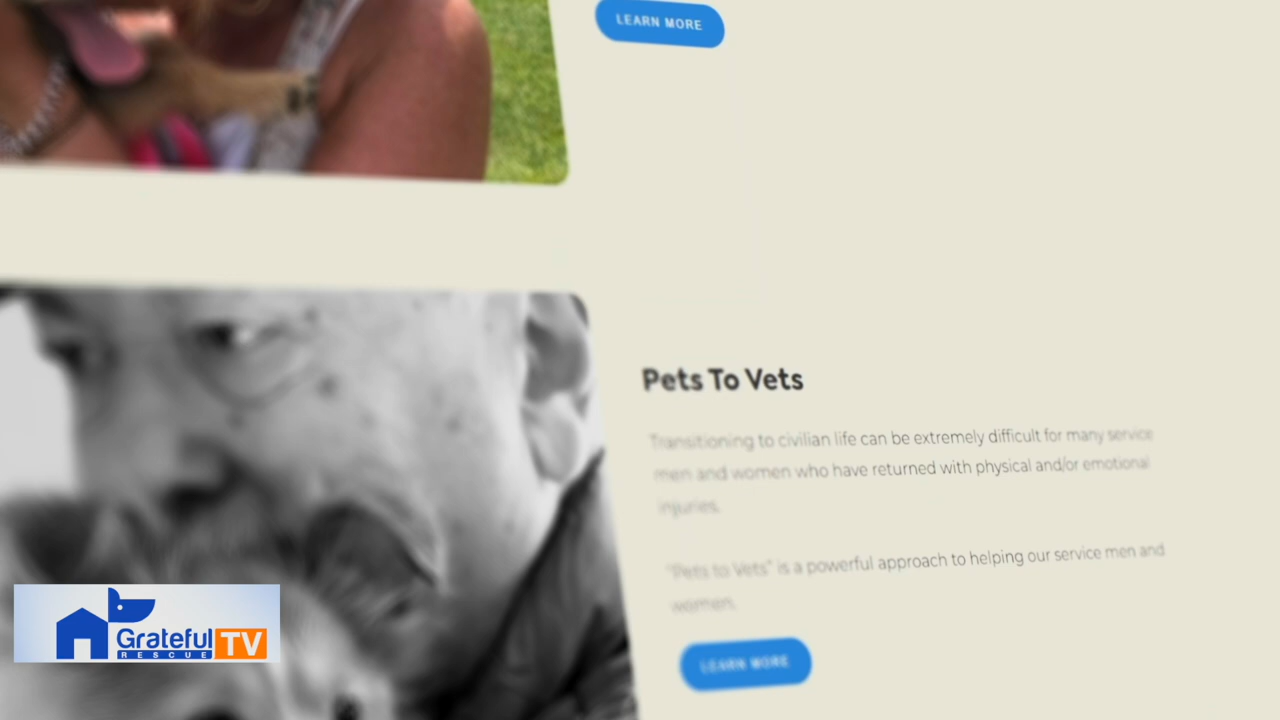 LEARN MORE
Pets To Vets
Transitioning to civilian life can be extremely difficult for many service
men and women who have returned with physical and/or emotional
injuries.
"Pets to Vets" is a powerful approach to helping our service men and
women.
LEARN MORE
Grateful TV
RESCUE